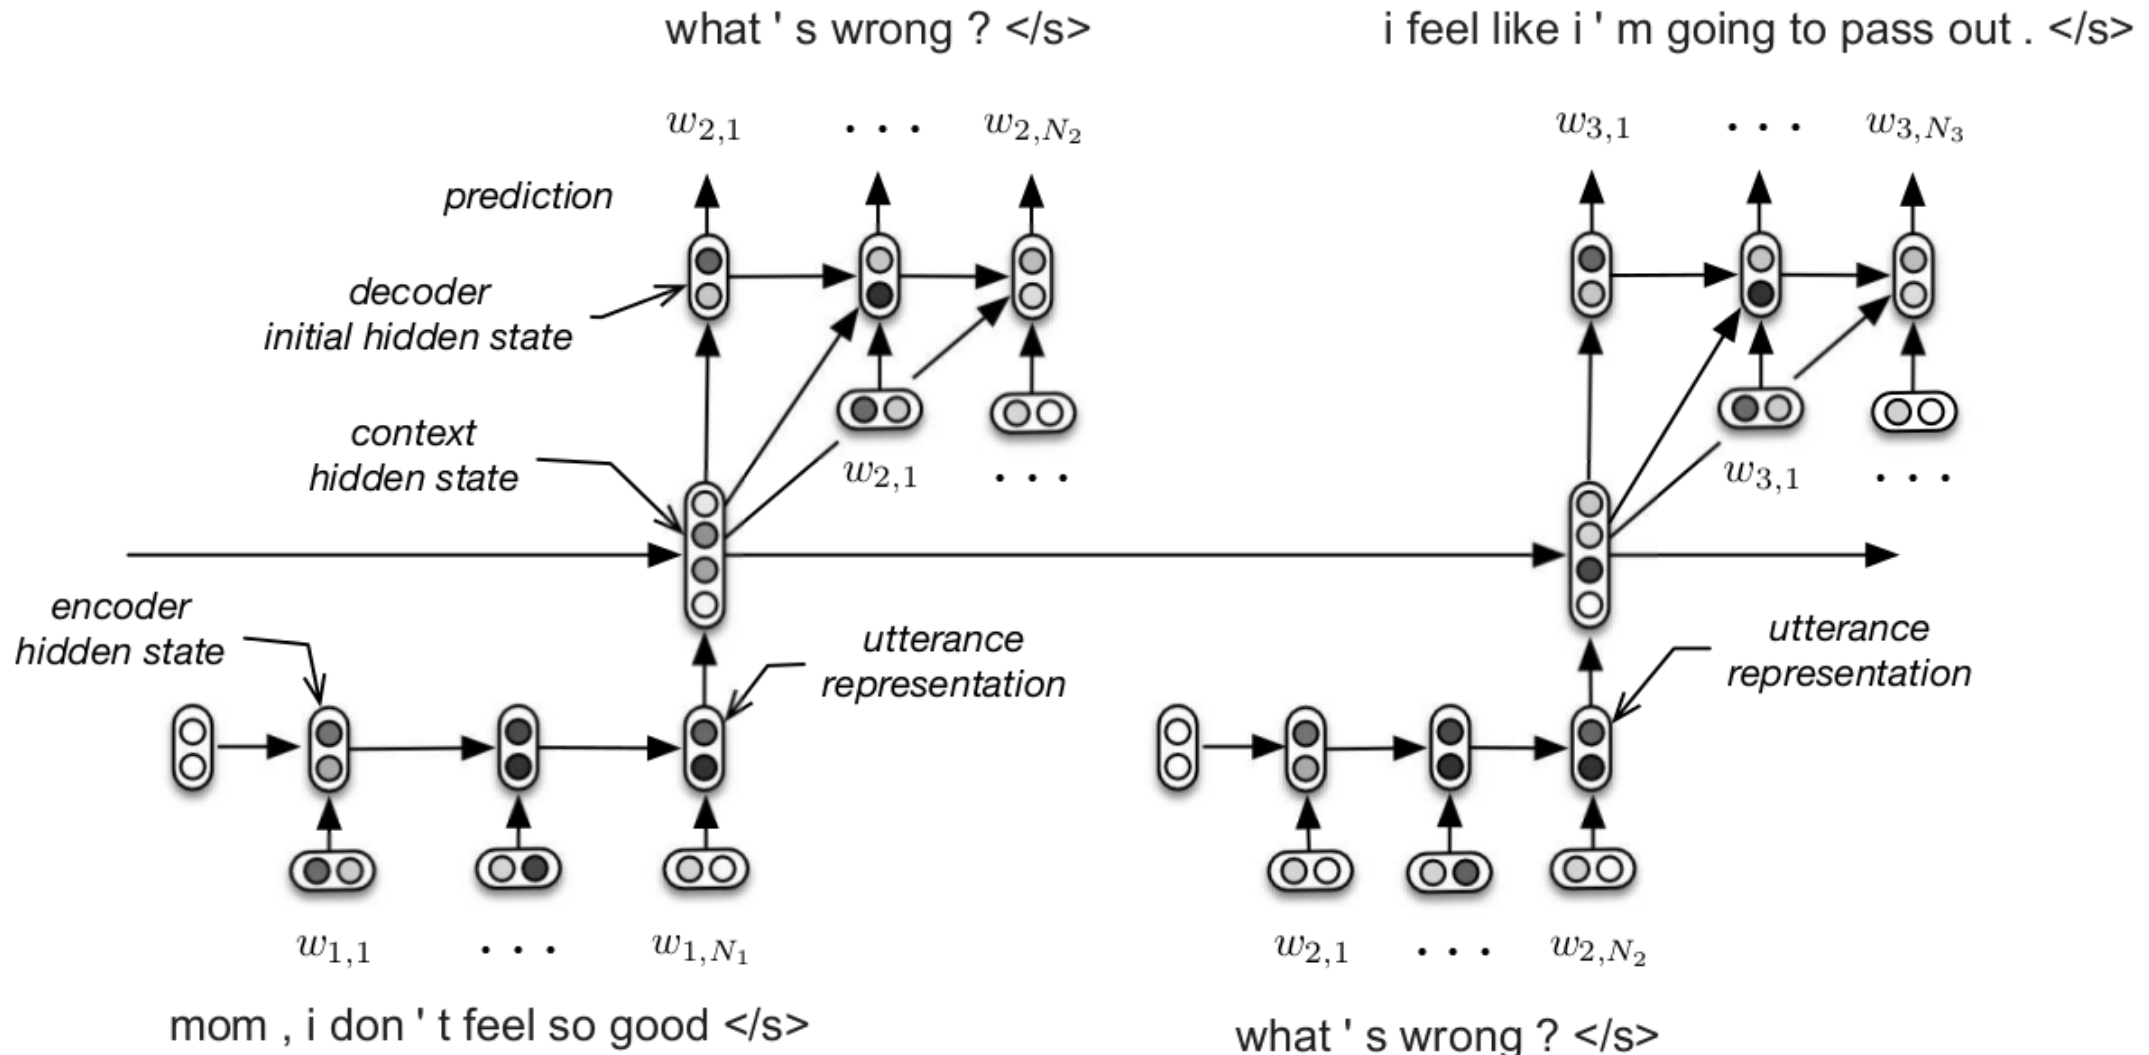 what ' s wrong ? </s>
i feel like i ' m going to pass out . </s>
w2,1 . . . w2,N2
w3,1 . . . w3,N3
prediction
decoder
initial hidden state
context
hidden state
w2,1 . . .
w3,1 . . .
encoder
hidden state
utterance
representation
utterance
representation
w1,1 . . . w1,N1
w2,1 . . . w2,N2
mom , i don ' t feel so good </s>
what ' s wrong ? </s>